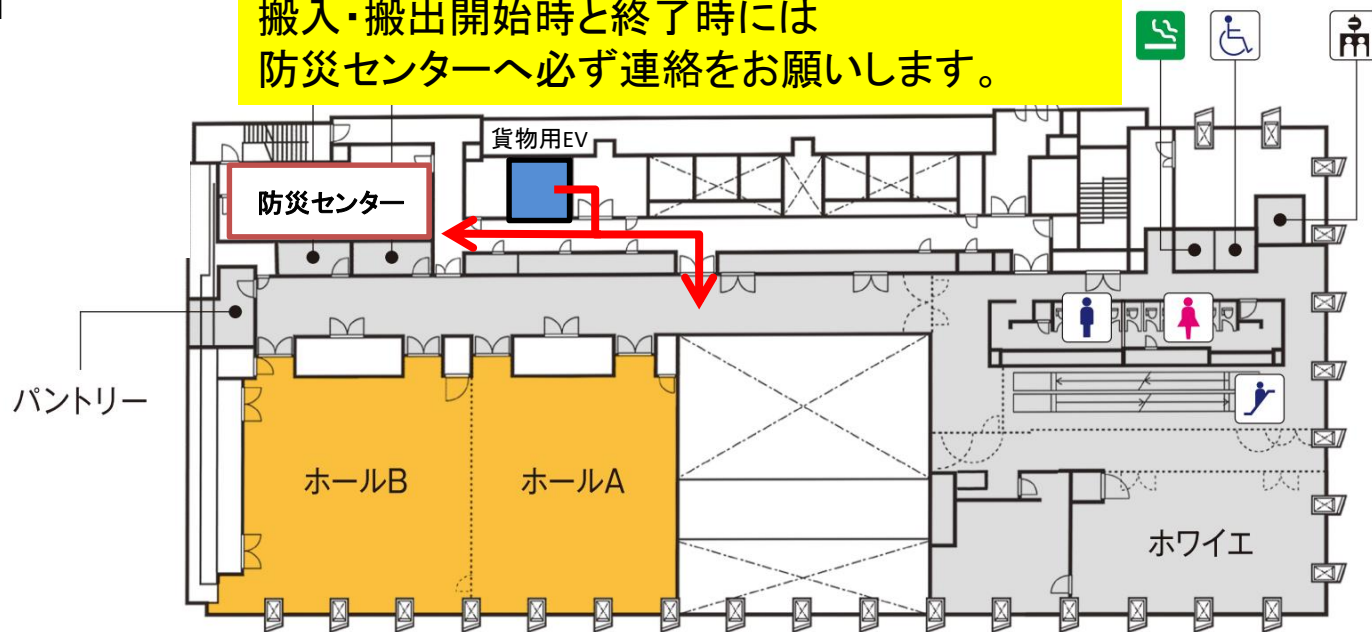 搬入・搬出開始時と終了時には
防災センターへ必ず連絡をお願いします。
貨物用EV
防災センター
パントリー
ホールB
ホールA
ホワイエ